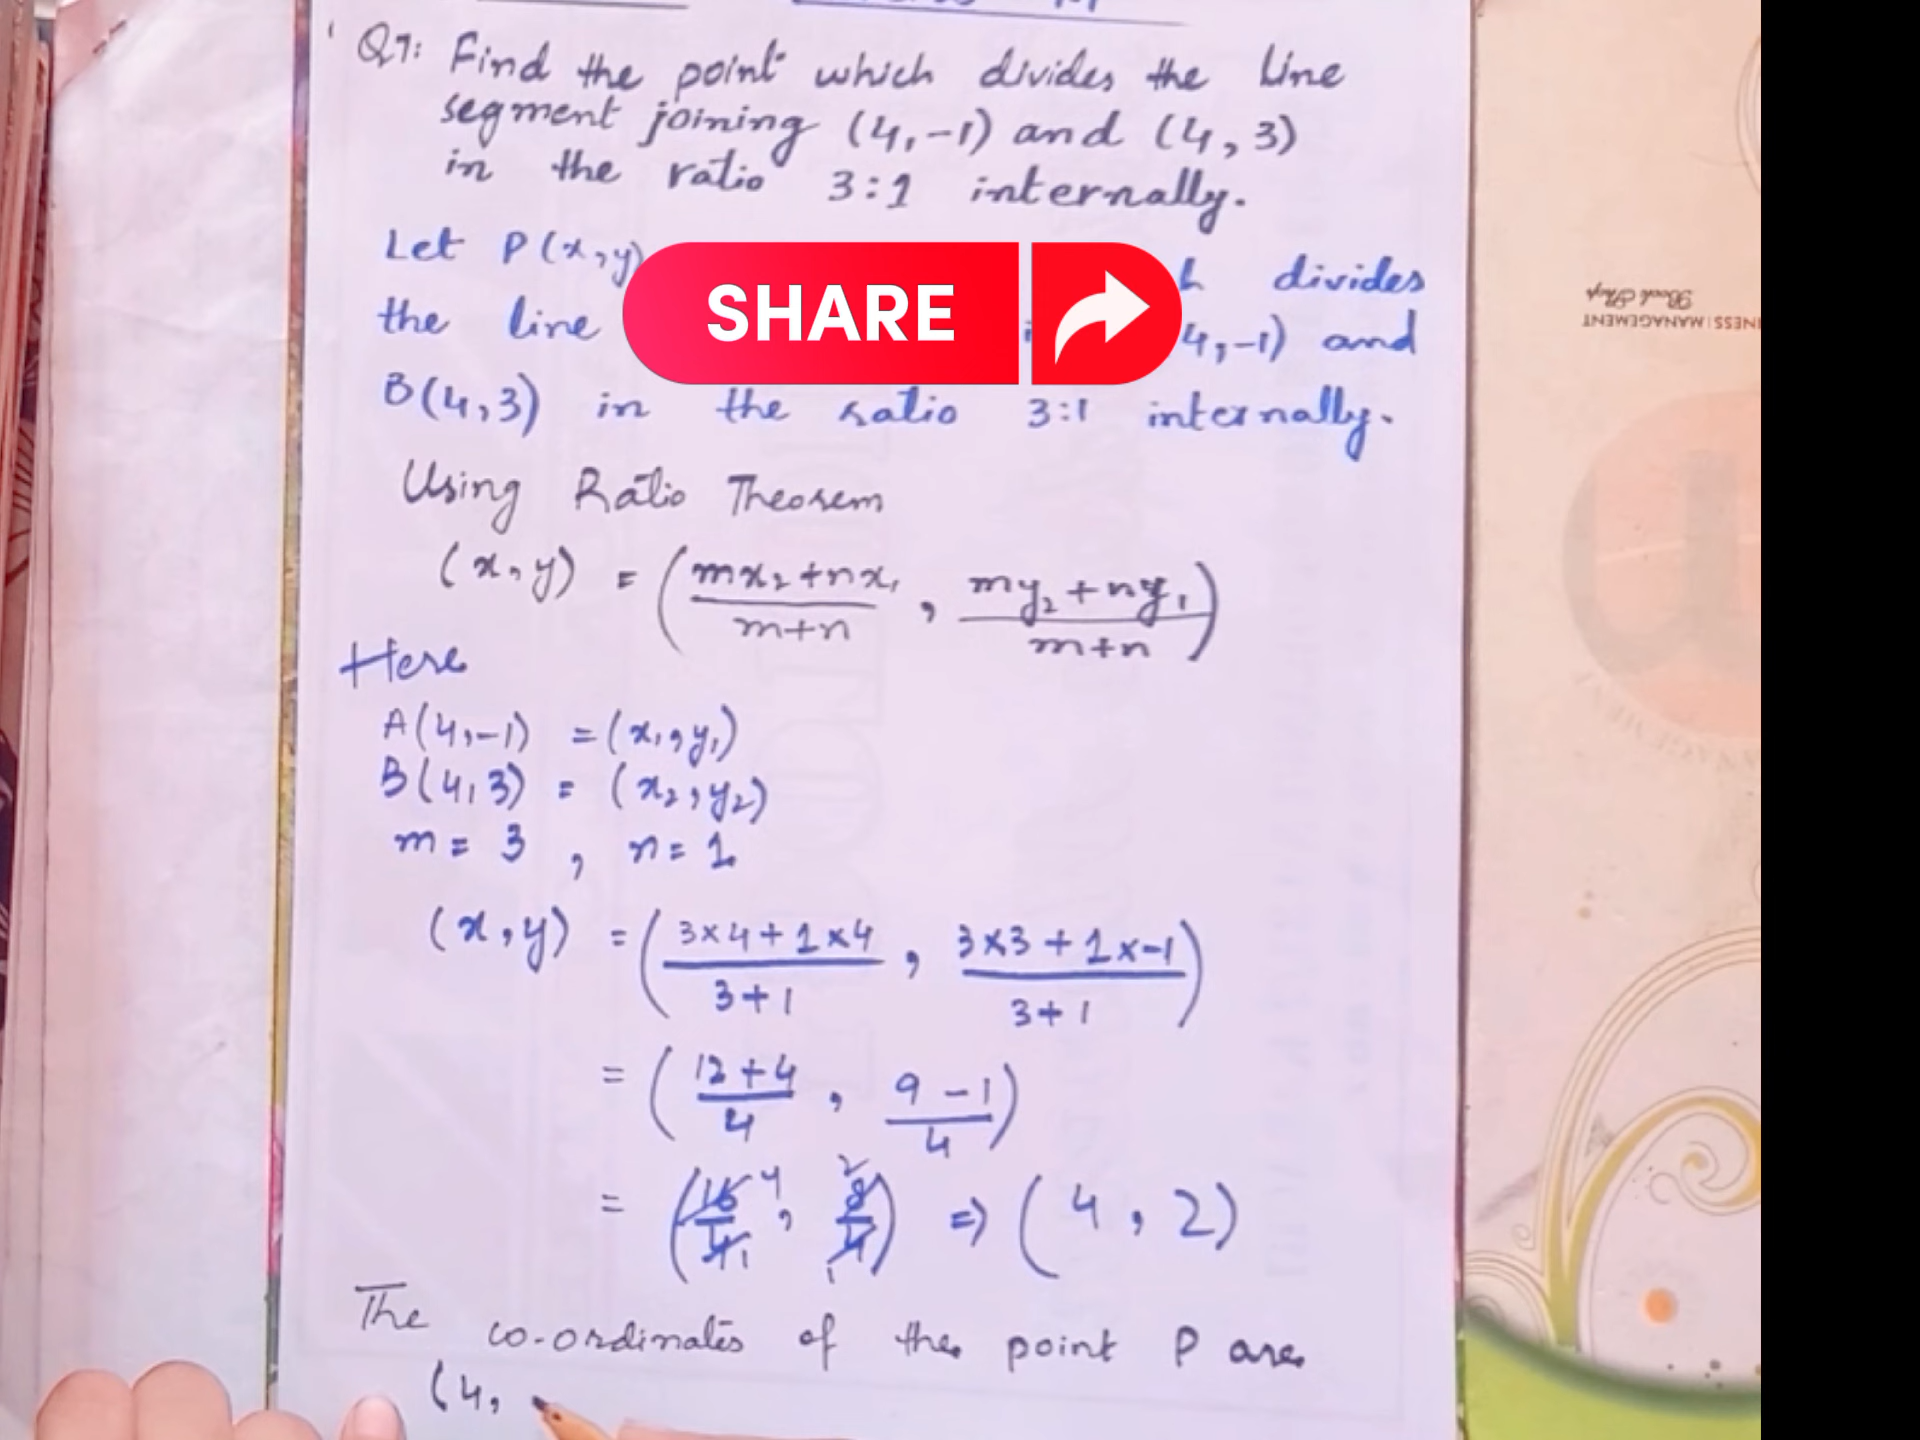 Q7: Find the point which divides the line
segment joining (4,-1) and (4,3)
in the ratio 3:1 internally.
Let P(x,y) divides
SHARE
the line 4,-1) and
B(4,3) in the ratio 3:1 internally.
Using Ratio Theorem
(x,y) = (mx₂+nx₁/m+n, my₂+ny₁/m+n)
Here
A(4,-1) = (x₁,y₁)
B(4,3) = (x₂,y₂)
m = 3, n = 1
(x,y) = (3×4+1×4/3+1, 3×3+1×-1/3+1)
= (12+4/4, 9-1/4)
= (16/4, 8/4) ⇒ (4,2)
The co-ordinates of the point P are
(4,
Book Shop
INESS MANAGEMENT